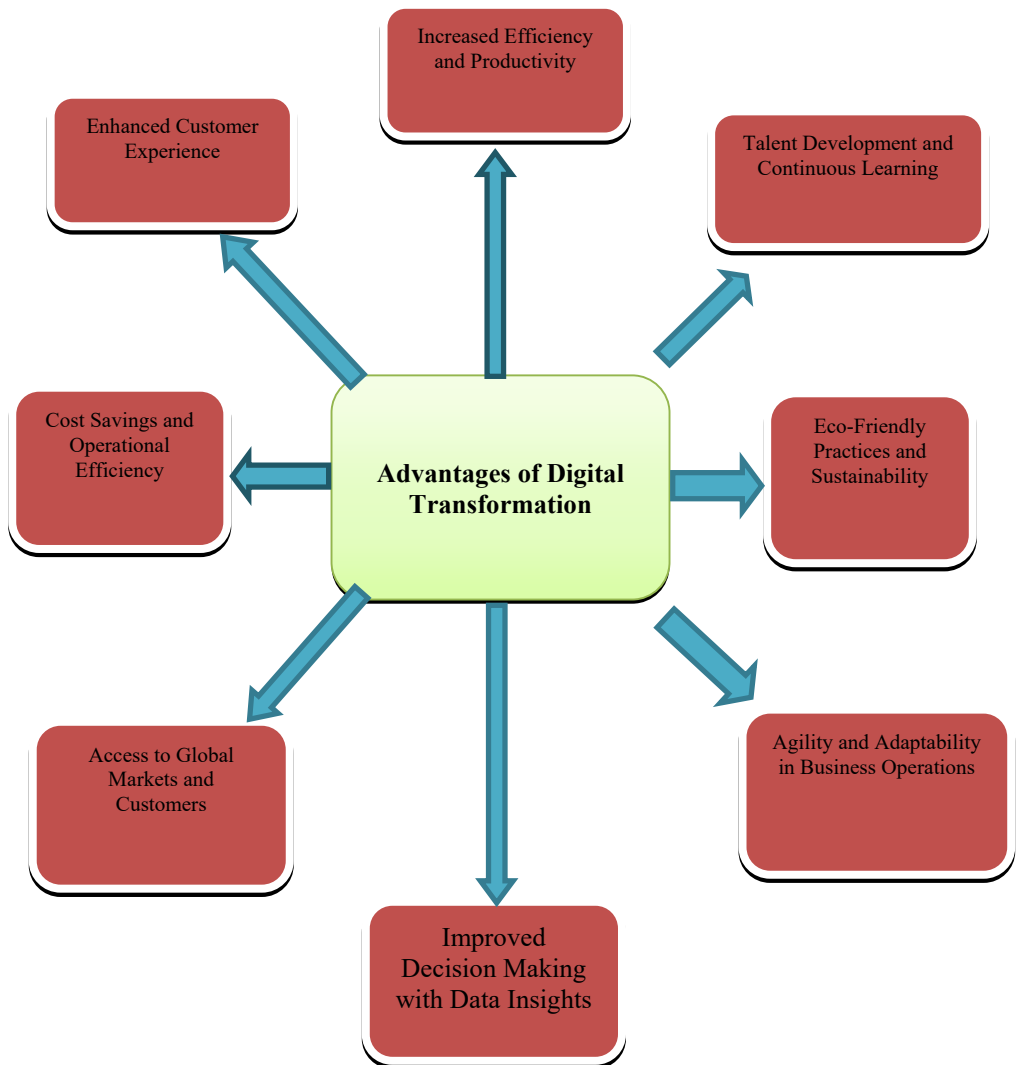 Increased Efficiency
and Productivity
Enhanced Customer
Experience
Talent Development and
Continuous Learning
Cost Savings and
Operational
Efficiency
Advantages of Digital
Transformation
Eco-Friendly
Practices and
Sustainability
Access to Global
Markets and
Customers
Agility and Adaptability
in Business Operations
Improved
Decision Making
with Data Insights